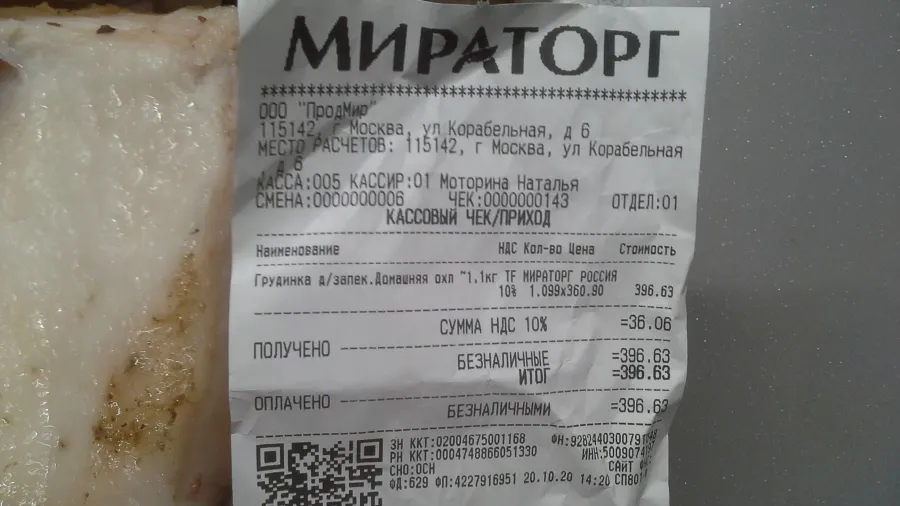 МИРАТОРГ
************************************************
ООО "ПродМир"
115142, г Москва, ул Корабельная, д 6
МЕСТО РАСЧЕТОВ: 115142, г Москва, ул Корабельная
, д 6
КАССА:005 КАССИР:01 Моторина Наталья
СМЕНА:0000000006 ЧЕК:0000000143 ОТДЕЛ:01
КАССОВЫЙ ЧЕК/ПРИХОД
Наименование НДС Кол-во Цена Стоимость
Грудинка д/запек.Домашняя охл ~1,1кг TF МИРАТОРГ РОССИЯ
10% 1.099x360.90 396.63
СУММА НДС 10% =36.06
ПОЛУЧЕНО
БЕЗНАЛИЧНЫЕ =396.63
ИТОГ =396.63
ОПЛАЧЕНО
БЕЗНАЛИЧНЫМИ =396.63
ЗН ККТ:02004675001168
РН ККТ:0004748866051330
СНО:ОСН САЙТ
ФД:629 ФП:4227916951 20.10.20 14:20